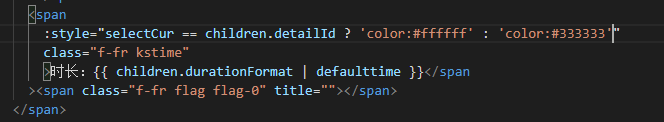 <span
:style="selectCur == children.detailId ? 'color:#ffffff' : 'color:#333333'"
class="f-fr kstime"
>时长：{{ children.durationFormat | defaulttime }}</span
><span class="f-fr flag flag-0" title=""></span>
</span>